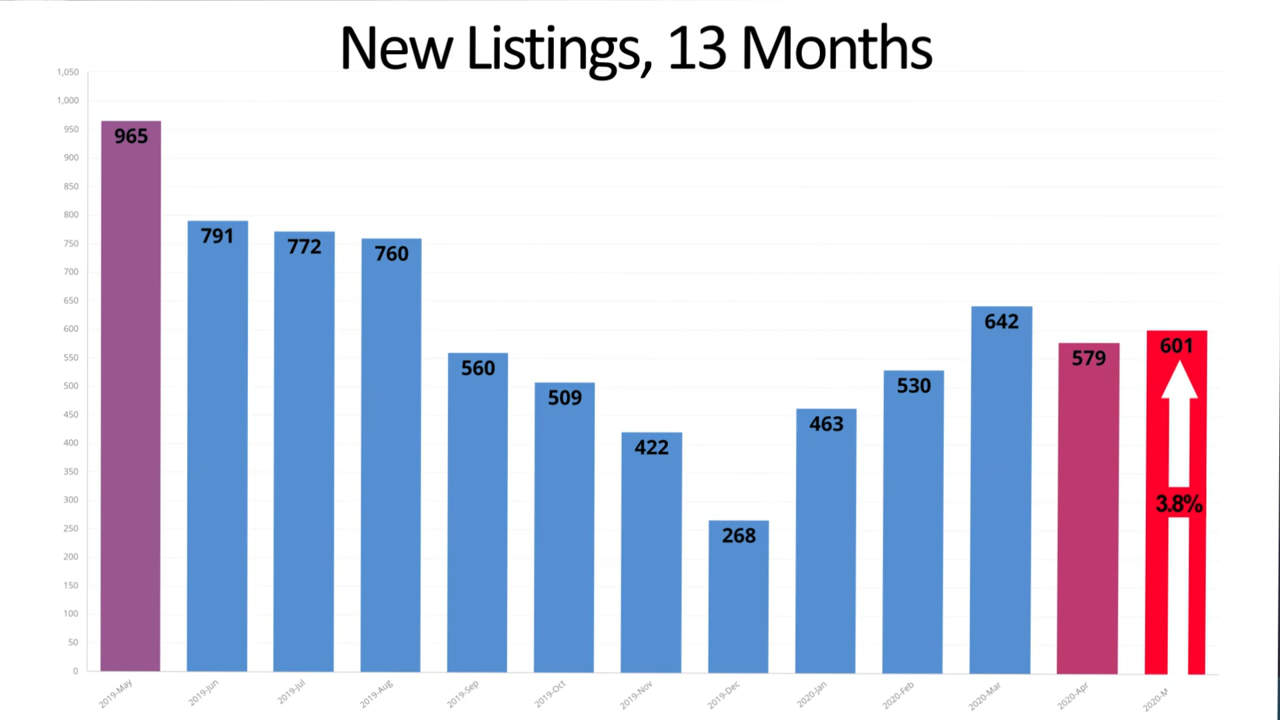 New Listings, 13 Months
1,050
1,000
950
900
850
800
750
700
650
600
550
500
450
400
350
300
250
200
150
100
50
0
965
791
772
760
560
509
422
268
463
530
642
579
601
3.8%
2019-May
2019-Jun
2019-Jul
2019-Aug
2019-Sep
2019-Oct
2019-Nov
2019-Dec
2020-Jan
2020-Feb
2020-Mar
2020-Apr
2020-M